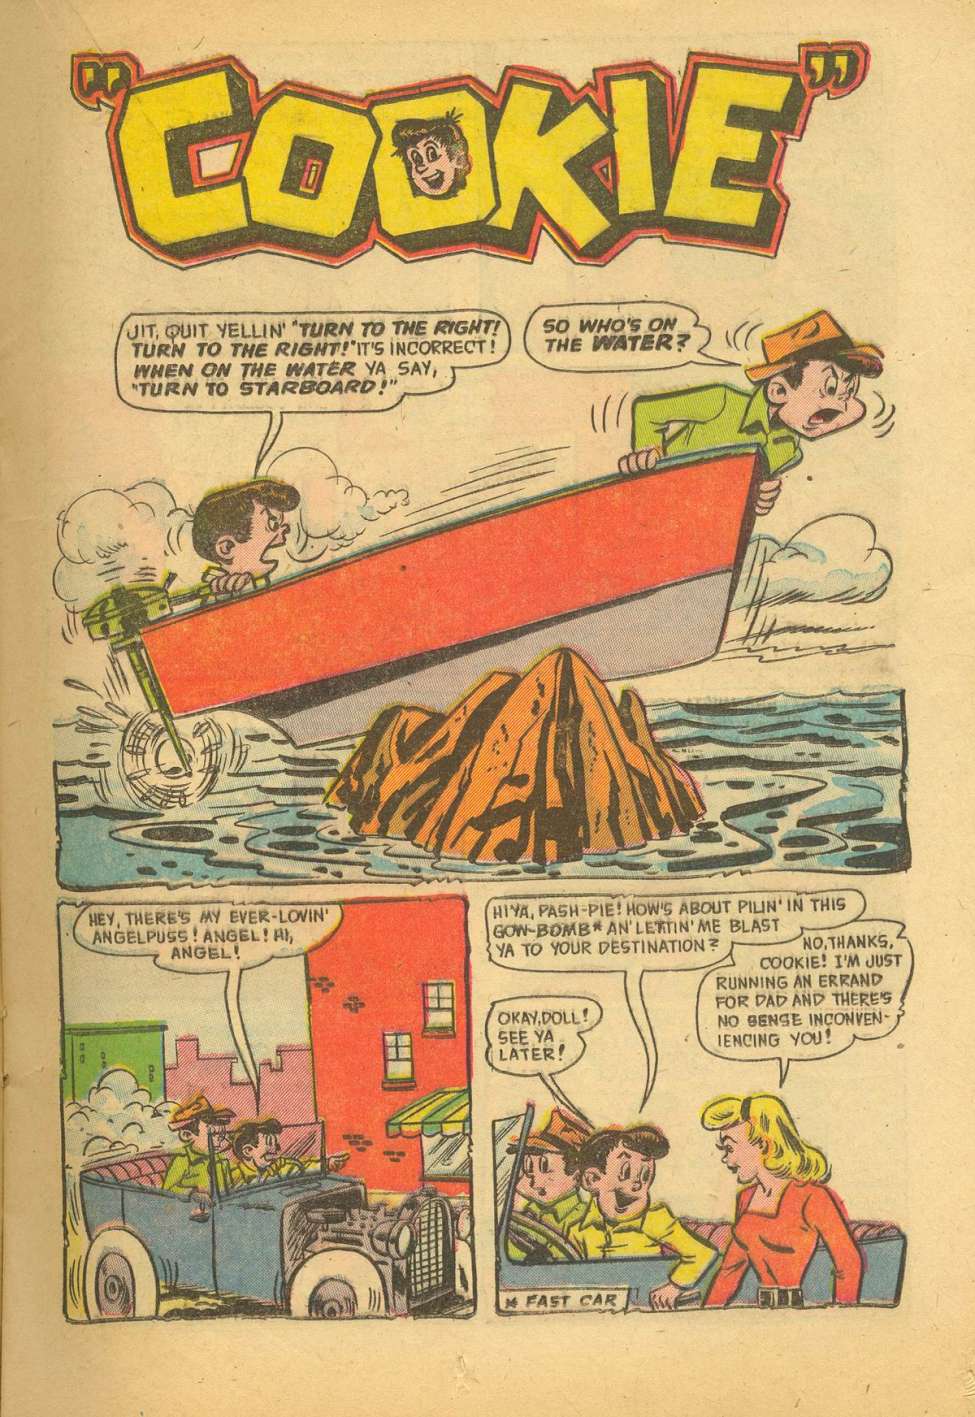 "COOKIE"
JIT, QUIT YELLIN' "TURN TO THE RIGHT!
TURN TO THE RIGHT!" IT'S INCORRECT!
WHEN ON THE WATER YA SAY,
"TURN TO STARBOARD!"
SO WHO'S ON
THE WATER?
HEY, THERE'S MY EVER-LOVIN'
ANGELPUSS! ANGEL! HI,
ANGEL!
HIYA, PASH-PIE! HOW'S ABOUT PILIN' IN THIS
GOW-BOMB* AN' LETTIN' ME BLAST
YA TO YOUR DESTINATION?
NO, THANKS,
COOKIE! I'M JUST
RUNNING AN ERRAND
FOR DAD AND THERE'S
NO SENSE INCONVEN-
IENCING YOU!
OKAY, DOLL!
SEE YA
LATER!
* FAST CAR